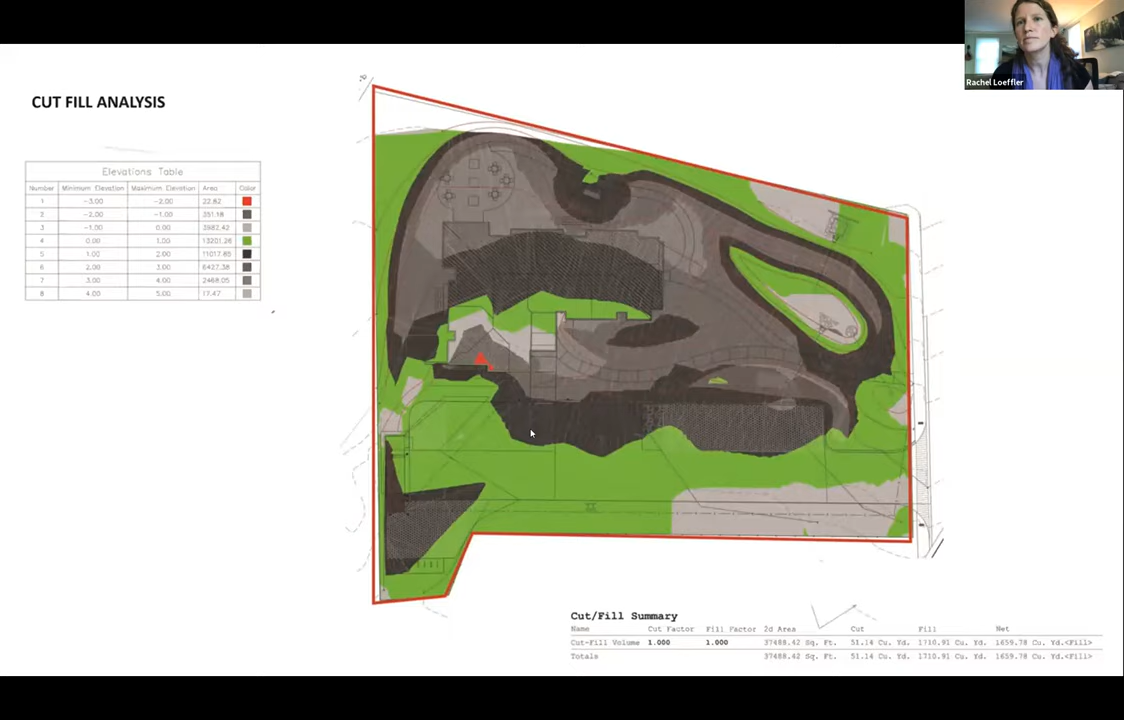 Rachel Loeffler
CUT FILL ANALYSIS
Elevations Table
Number Minimum Elevation Maximum Elevation Area Color
1 -3.00 -2.00 22.82
2 -2.00 -1.00 351.18
3 -1.00 0.00 3982.42
4 0.00 1.00 13201.26
5 1.00 2.00 11017.85
6 2.00 3.00 6427.38
7 3.00 4.00 2468.05
8 4.00 5.00 17.47
Cut/Fill Summary
Name Cut Factor Fill Factor 2d Area Cut Fill Net
Cut-Fill Volume 1.000 1.000 37488.42 Sq. Ft. 51.14 Cu. Yd. 1710.91 Cu. Yd. 1659.78 Cu. Yd.<Fill>
Totals 37488.42 Sq. Ft. 51.14 Cu. Yd. 1710.91 Cu. Yd. 1659.78 Cu. Yd.<Fill>